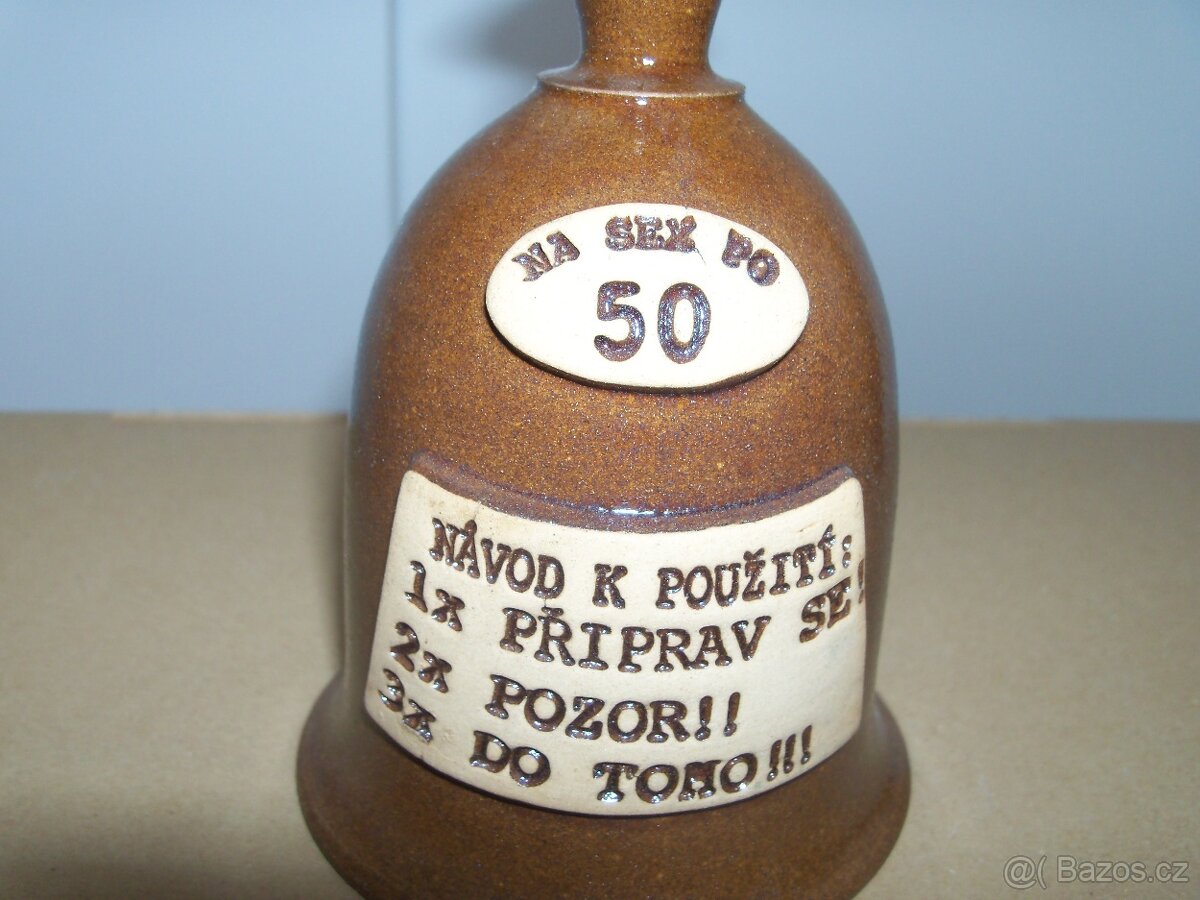 NA SEX PO
50
NÁVOD K POUŽITÍ:
1x PŘIPRAV SE!
2x POZOR!!
3x DO TOHO!!!
@( Bazos.cz